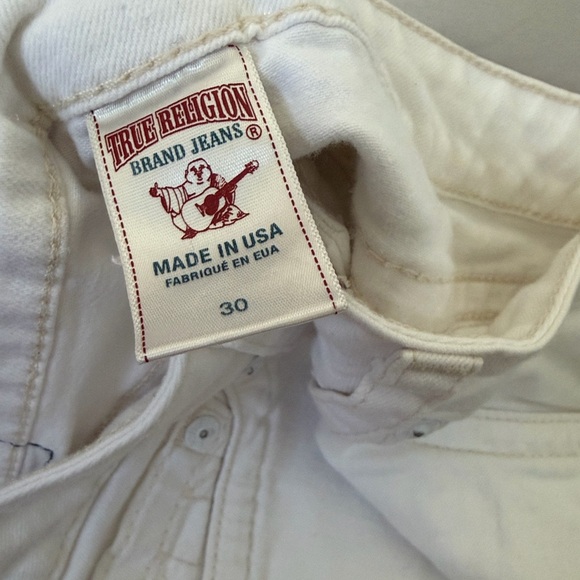 TRUE RELIGION
BRAND JEANS®
MADE IN USA
FABRIQUÉ EN EUA
30